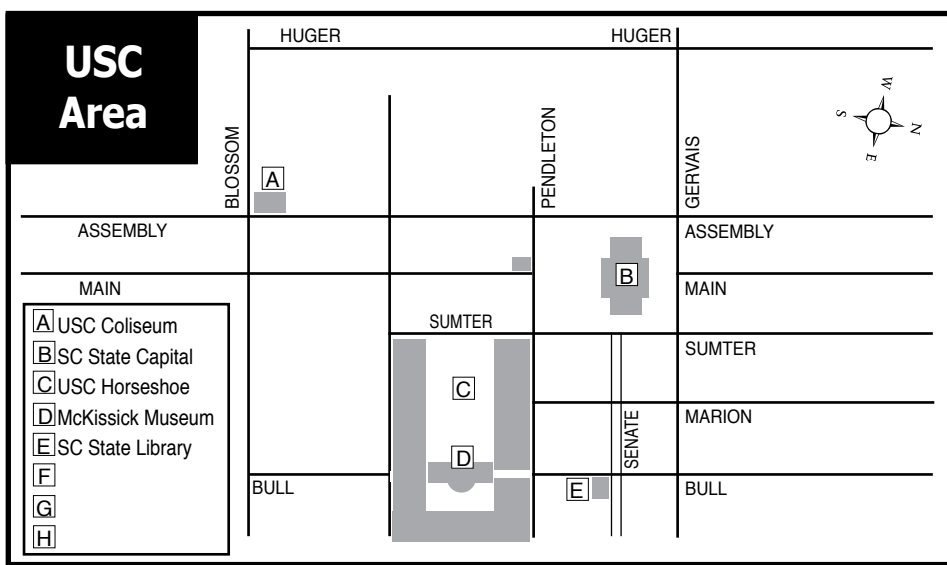 USC
Area
HUGER
HUGER
BLOSSOM
PENDLETON
GERVAIS
W
S
N
E
A
ASSEMBLY
ASSEMBLY
B
MAIN
MAIN
SUMTER
SUMTER
C
MARION
SENATE
D
BULL
E
BULL
A USC Coliseum
B SC State Capital
C USC Horseshoe
D McKissick Museum
E SC State Library
F
G
H